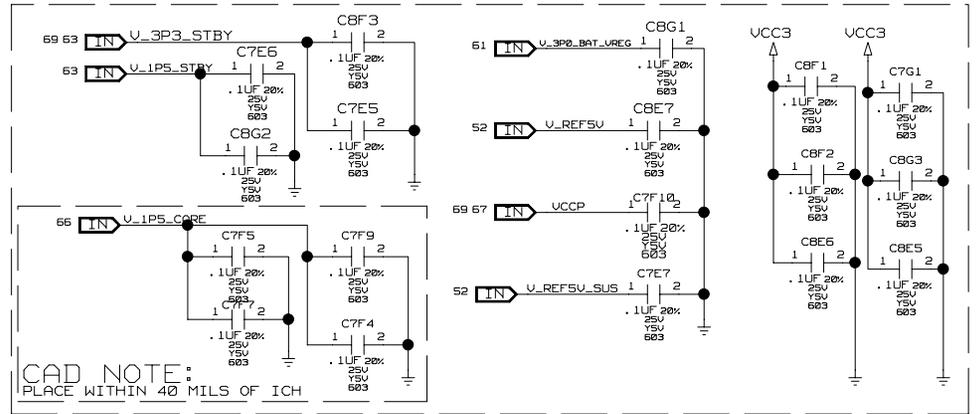 69 63 IN V_3P3_STBY
C8F3
1 2
.1UF 20%
25V
Y5V
603
63 IN V_1P5_STBY
C7E6
1 2
.1UF 20%
25V
Y5V
603
C7E5
1 2
.1UF 20%
25V
Y5V
603
C8G2
1 2
.1UF 20%
25V
Y5V
603
66 IN V_1P5_CORE
C7F5
1 2
.1UF 20%
25V
Y5V
603
C7F7
1 2
.1UF 20%
25V
Y5V
603
C7F9
1 2
.1UF 20%
25V
Y5V
603
C7F4
1 2
.1UF 20%
25V
Y5V
603
CAD NOTE:
PLACE WITHIN 40 MILS OF ICH
61 IN V_3P0_BAT_VREG
C8G1
1 2
.1UF 20%
25V
Y5V
603
52 IN V_REF5V
C8E7
1 2
.1UF 20%
25V
Y5V
603
69 67 IN VCCP
C7F10
1 2
.1UF 20%
25V
Y5V
603
52 IN V_REF5V_SUS
C7E7
1 2
.1UF 20%
25V
Y5V
603
VCC3
C8F1
1 2
.1UF 20%
25V
Y5V
603
C8F2
1 2
.1UF 20%
25V
Y5V
603
C8E6
1 2
.1UF 20%
25V
Y5V
603
VCC3
C7G1
1 2
.1UF 20%
25V
Y5V
603
C8G3
1 2
.1UF 20%
25V
Y5V
603
C8E5
1 2
.1UF 20%
25V
Y5V
603